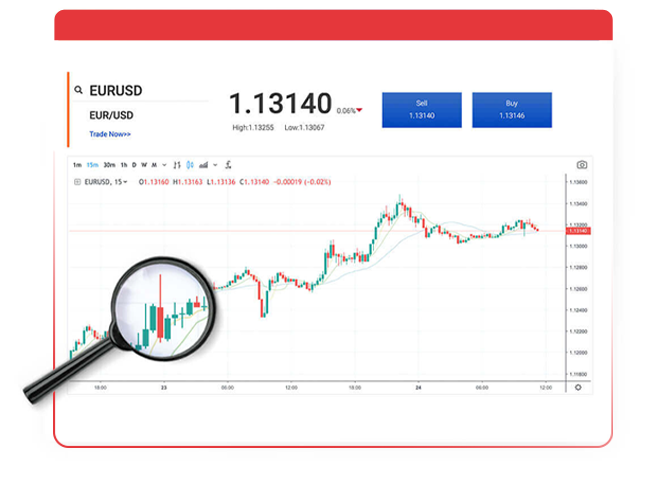 EURUSD
EUR/USD
Trade Now>>
1.13140 0.06%
High:1.13255 Low:1.13067
Sell
1.13140
Buy
1.13146
1m 15m 30m 1h D W M
EURUSD, 15 O1.13160 H1.13163 L1.13136 C1.13140 -0.00019 (-0.02%)
1.13600
1.13200
1.13140
1.13000
1.12800
1.12600
1.12400
1.12200
1.12000
1.11800
18:00 23 06:00 12:00 18:00 24 06:00 12:00